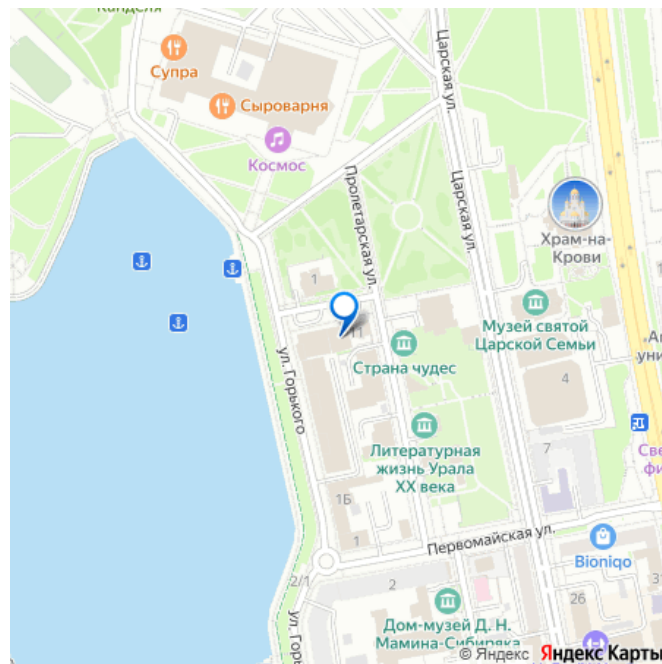 Супра
Сыроварня
Космос
Царская ул.
Пролетарская ул.
Царская ул.
Храм-на-
Крови
1
11
Музей святой
Царской Семьи
Страна чудес
4
ул. Горького
Литературная
жизнь Урала
XX века
7
1Б
1
Первомайская ул.
Bioniqo
2/1
2
26
Дом-музей Д. Н.
Мамина-Сибиряка
© Яндекс Яндекс Карты